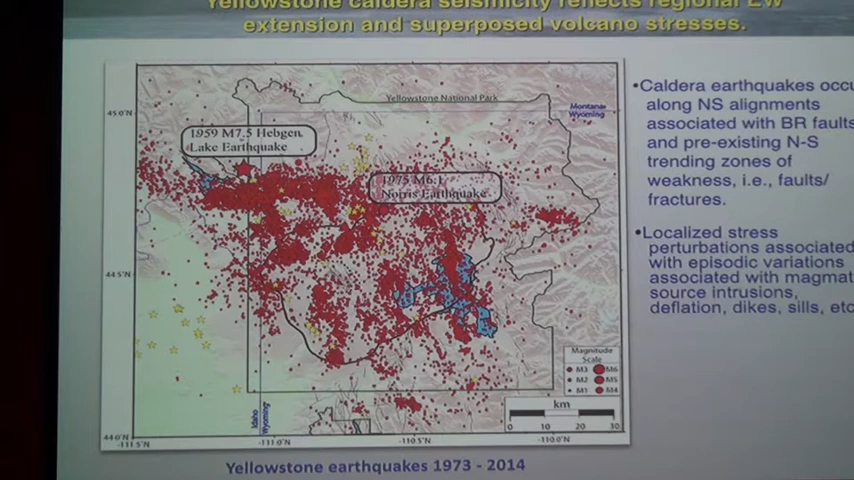 Yellowstone caldera seismicity reflects regional EW
extension and superposed volcano stresses.
Yellowstone National Park
Montana
Wyoming
45.0°N
1959 M7.5 Hebgen
Lake Earthquake
1975 M6.1
Norris Earthquake
44.5°N
Magnitude
Scale
M3 M6
M2 M5
M1 M4
km
0 10 20 30
Idaho
Wyoming
44.0°N
-111.5°N -111.0°N -110.5°N -110.0°N
Yellowstone earthquakes 1973 - 2014
•Caldera earthquakes occu
along NS alignments
associated with BR faults
and pre-existing N-S
trending zones of
weakness, i.e., faults/
fractures.
•Localized stress
perturbations associated
with episodic variations
associated with magmat
source intrusions,
deflation, dikes, sills, etc